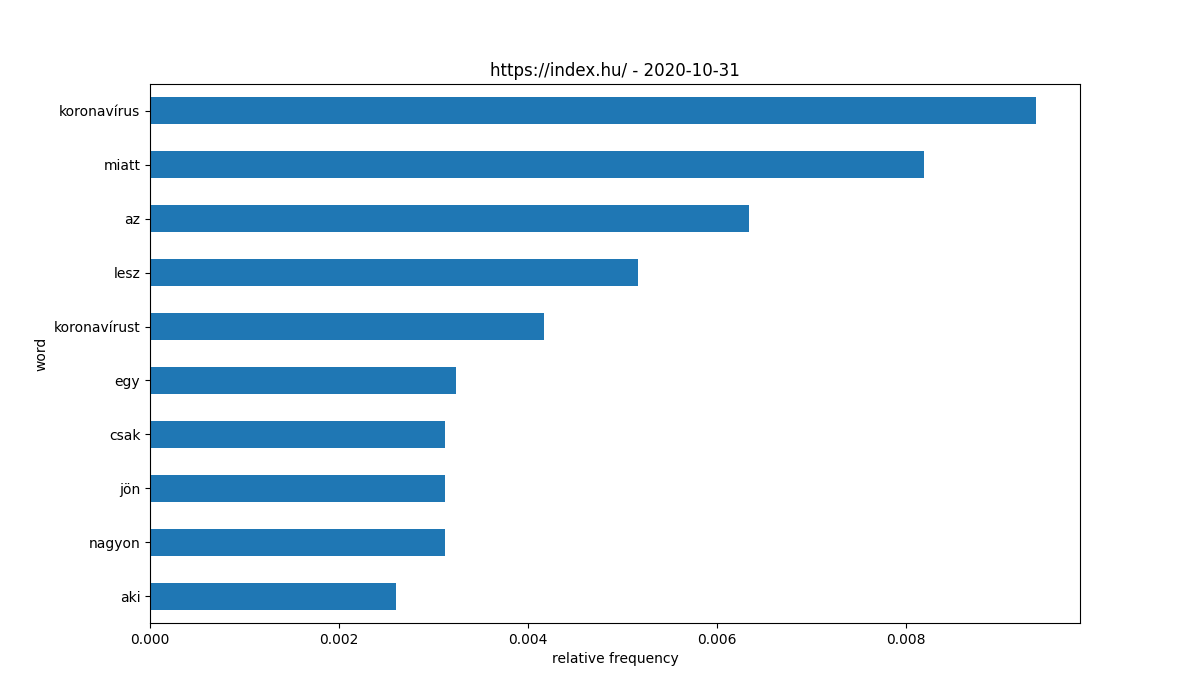 https://index.hu/ - 2020-10-31
koronavírus
miatt
az
lesz
koronavírust
egy
csak
jön
nagyon
aki
word
0.000 0.002 0.004 0.006 0.008
relative frequency